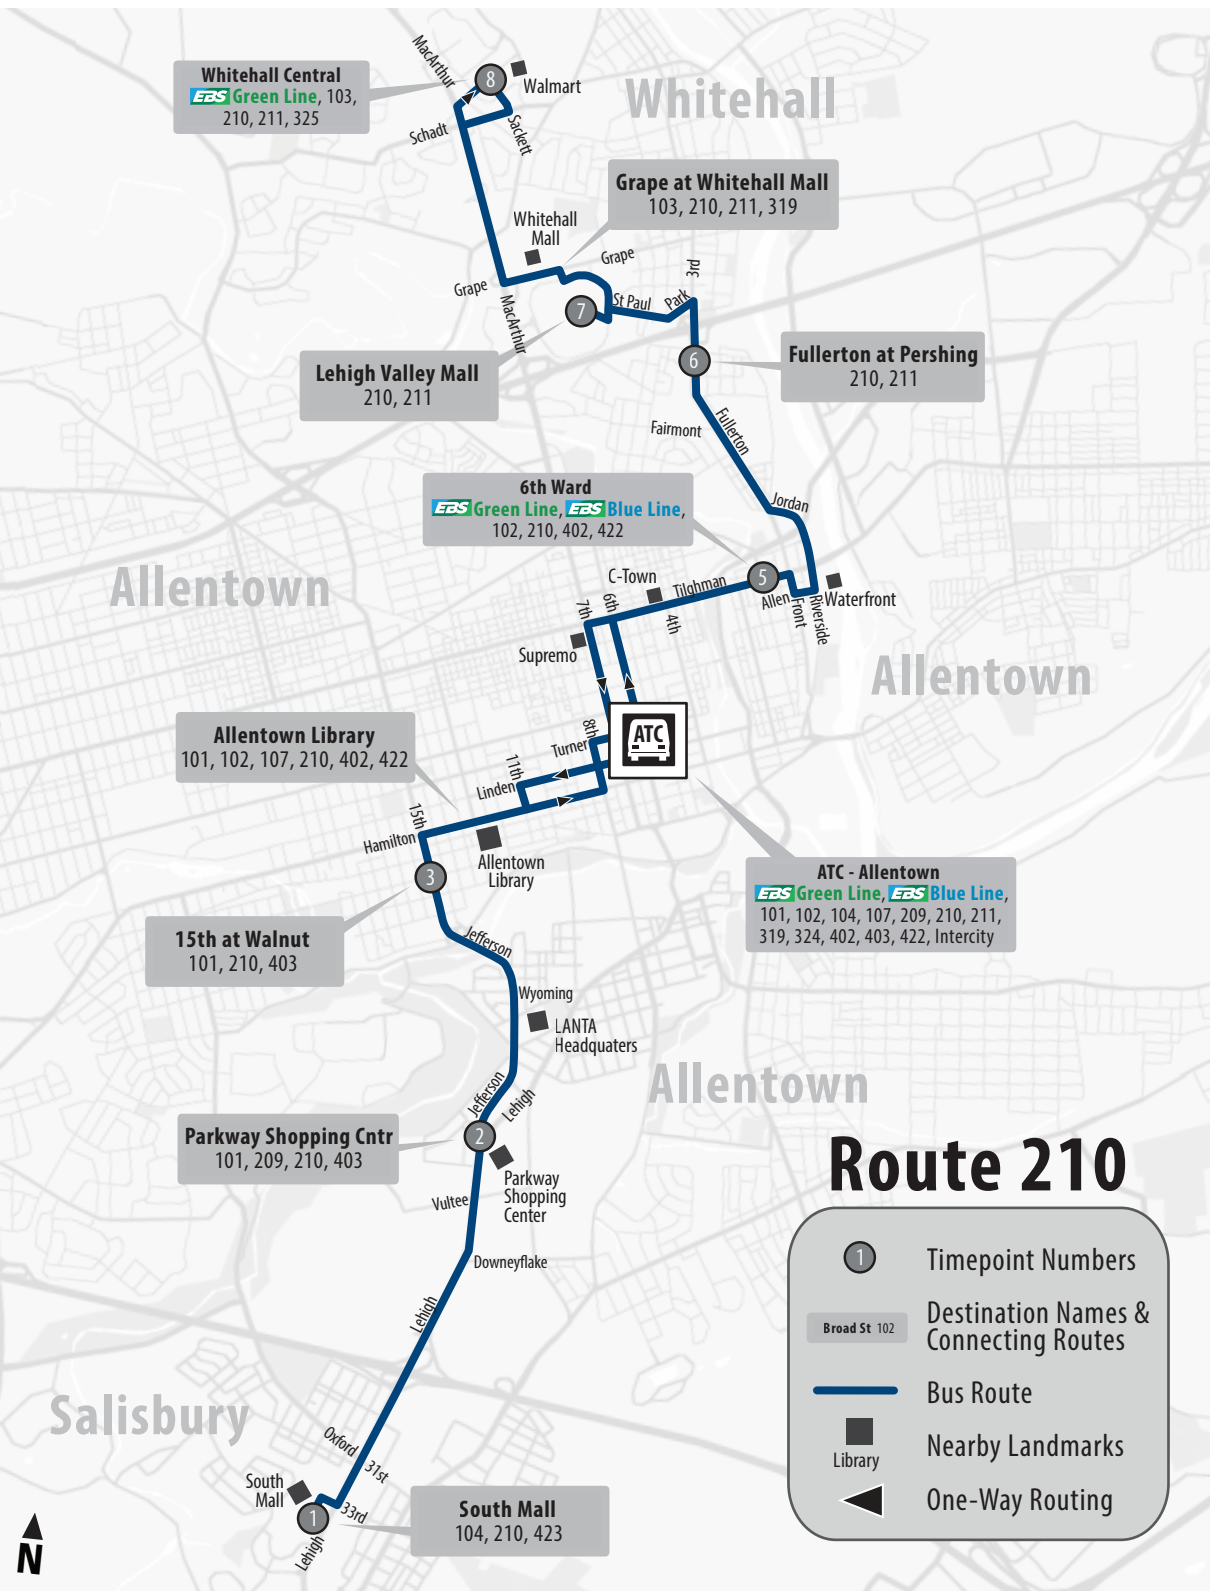 MacArthur
Walmart
Whitehall
Whitehall Central
EBS Green Line, 103,
210, 211, 325
8
Schadt
Sackett
Grape at Whitehall Mall
103, 210, 211, 319
Whitehall
Mall
Grape
3rd
Grape
MacArthur
St Paul
Park
7
6
Lehigh Valley Mall
210, 211
Fullerton at Pershing
210, 211
Fairmont
Fullerton
6th Ward
EBS Green Line, EBS Blue Line,
102, 210, 402, 422
Jordan
Allentown
C-Town
Tilghman
5
Allen
Front
Riverside
Waterfront
7th
6th
4th
Supremo
Allentown
Allentown Library
101, 102, 107, 210, 402, 422
8th
Turner
ATC
11th
Linden
15th
Hamilton
Allentown
Library
3
ATC - Allentown
EBS Green Line, EBS Blue Line,
101, 102, 104, 107, 209, 210, 211,
319, 324, 402, 403, 422, Intercity
15th at Walnut
101, 210, 403
Jefferson
Wyoming
LANTA
Headquaters
Allentown
Jefferson
Lehigh
Parkway Shopping Cntr
101, 209, 210, 403
2
Parkway
Shopping
Center
Vultee
Downeyflake
Lehigh
Route 210
1
Timepoint Numbers
Broad St 102
Destination Names &
Connecting Routes
Bus Route
Library
Nearby Landmarks
One-Way Routing
Salisbury
Oxford
31st
South
Mall
33rd
1
Lehigh
South Mall
104, 210, 423
N